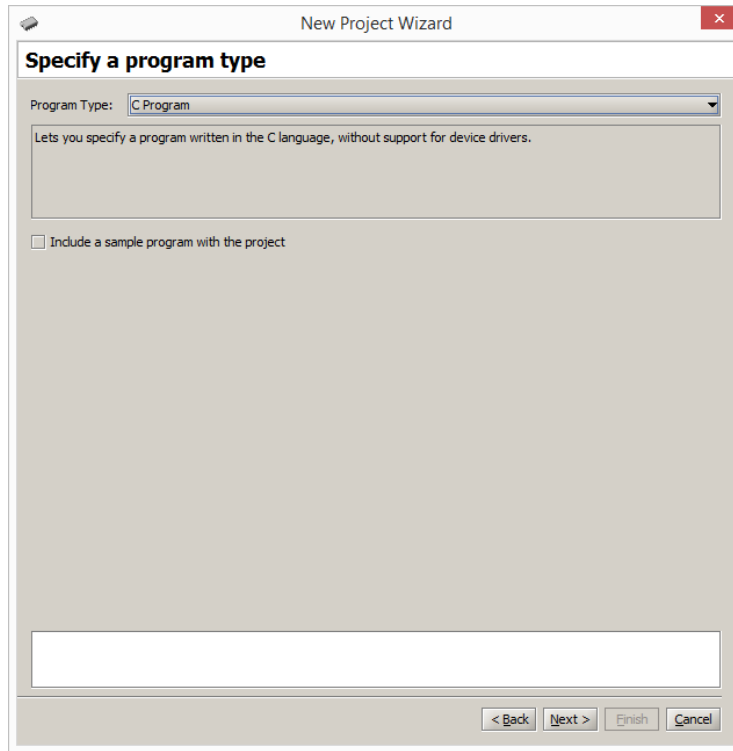 New Project Wizard
Specify a program type
Program Type: C Program
Lets you specify a program written in the C language, without support for device drivers.
Include a sample program with the project
< Back Next > Finish Cancel